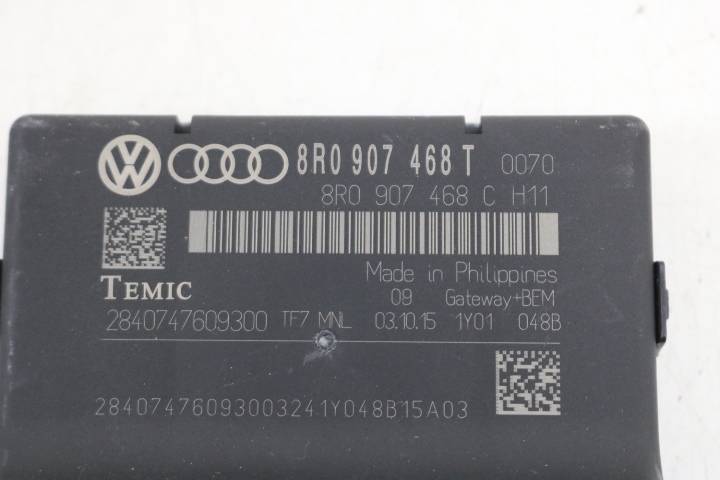 8R0 907 468 T 0070
8R0 907 468 C H11
Made in Philippines
TEMIC 09 Gateway+BEM
2840747609300 TF7 MNL 03.10.15 1Y01 048B
28407476093003241Y048B15A03